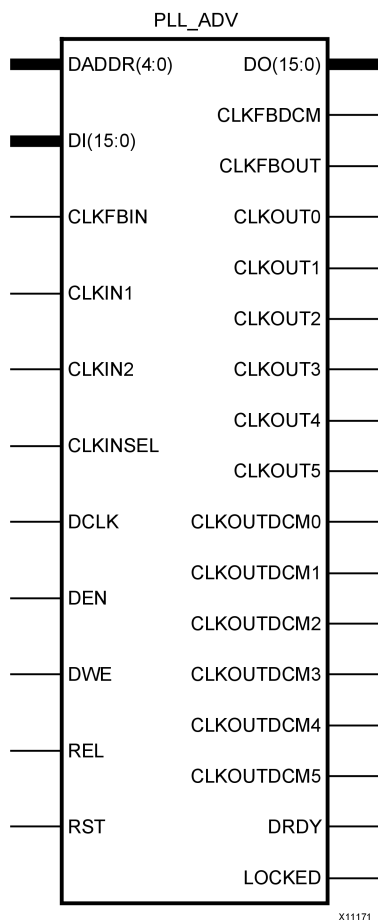 PLL_ADV
DADDR(4:0)
DO(15:0)
CLKFBDCM
DI(15:0)
CLKFBOUT
CLKFBIN
CLKOUT0
CLKOUT1
CLKIN1
CLKOUT2
CLKIN2
CLKOUT3
CLKOUT4
CLKINSEL
CLKOUT5
DCLK
CLKOUTDCM0
CLKOUTDCM1
DEN
CLKOUTDCM2
DWE
CLKOUTDCM3
CLKOUTDCM4
REL
CLKOUTDCM5
RST
DRDY
LOCKED
X11171